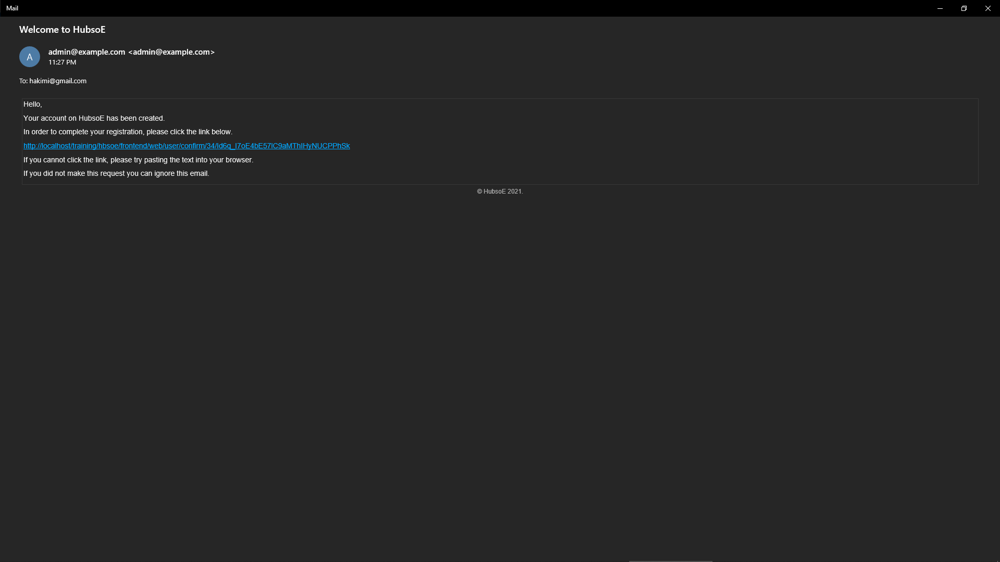 Mail
Welcome to HubsoE
A
admin@example.com <admin@example.com>
11:27 PM
To: hakimi@gmail.com
Hello,
Your account on HubsoE has been created.
In order to complete your registration, please click the link below.
http://localhost/training/hbsoe/frontend/web/user/confirm/34/Id6q_I7oE4bE57lC9aMThIHyNUCPPhSk
If you cannot click the link, please try pasting the text into your browser.
If you did not make this request you can ignore this email.
© HubsoE 2021.